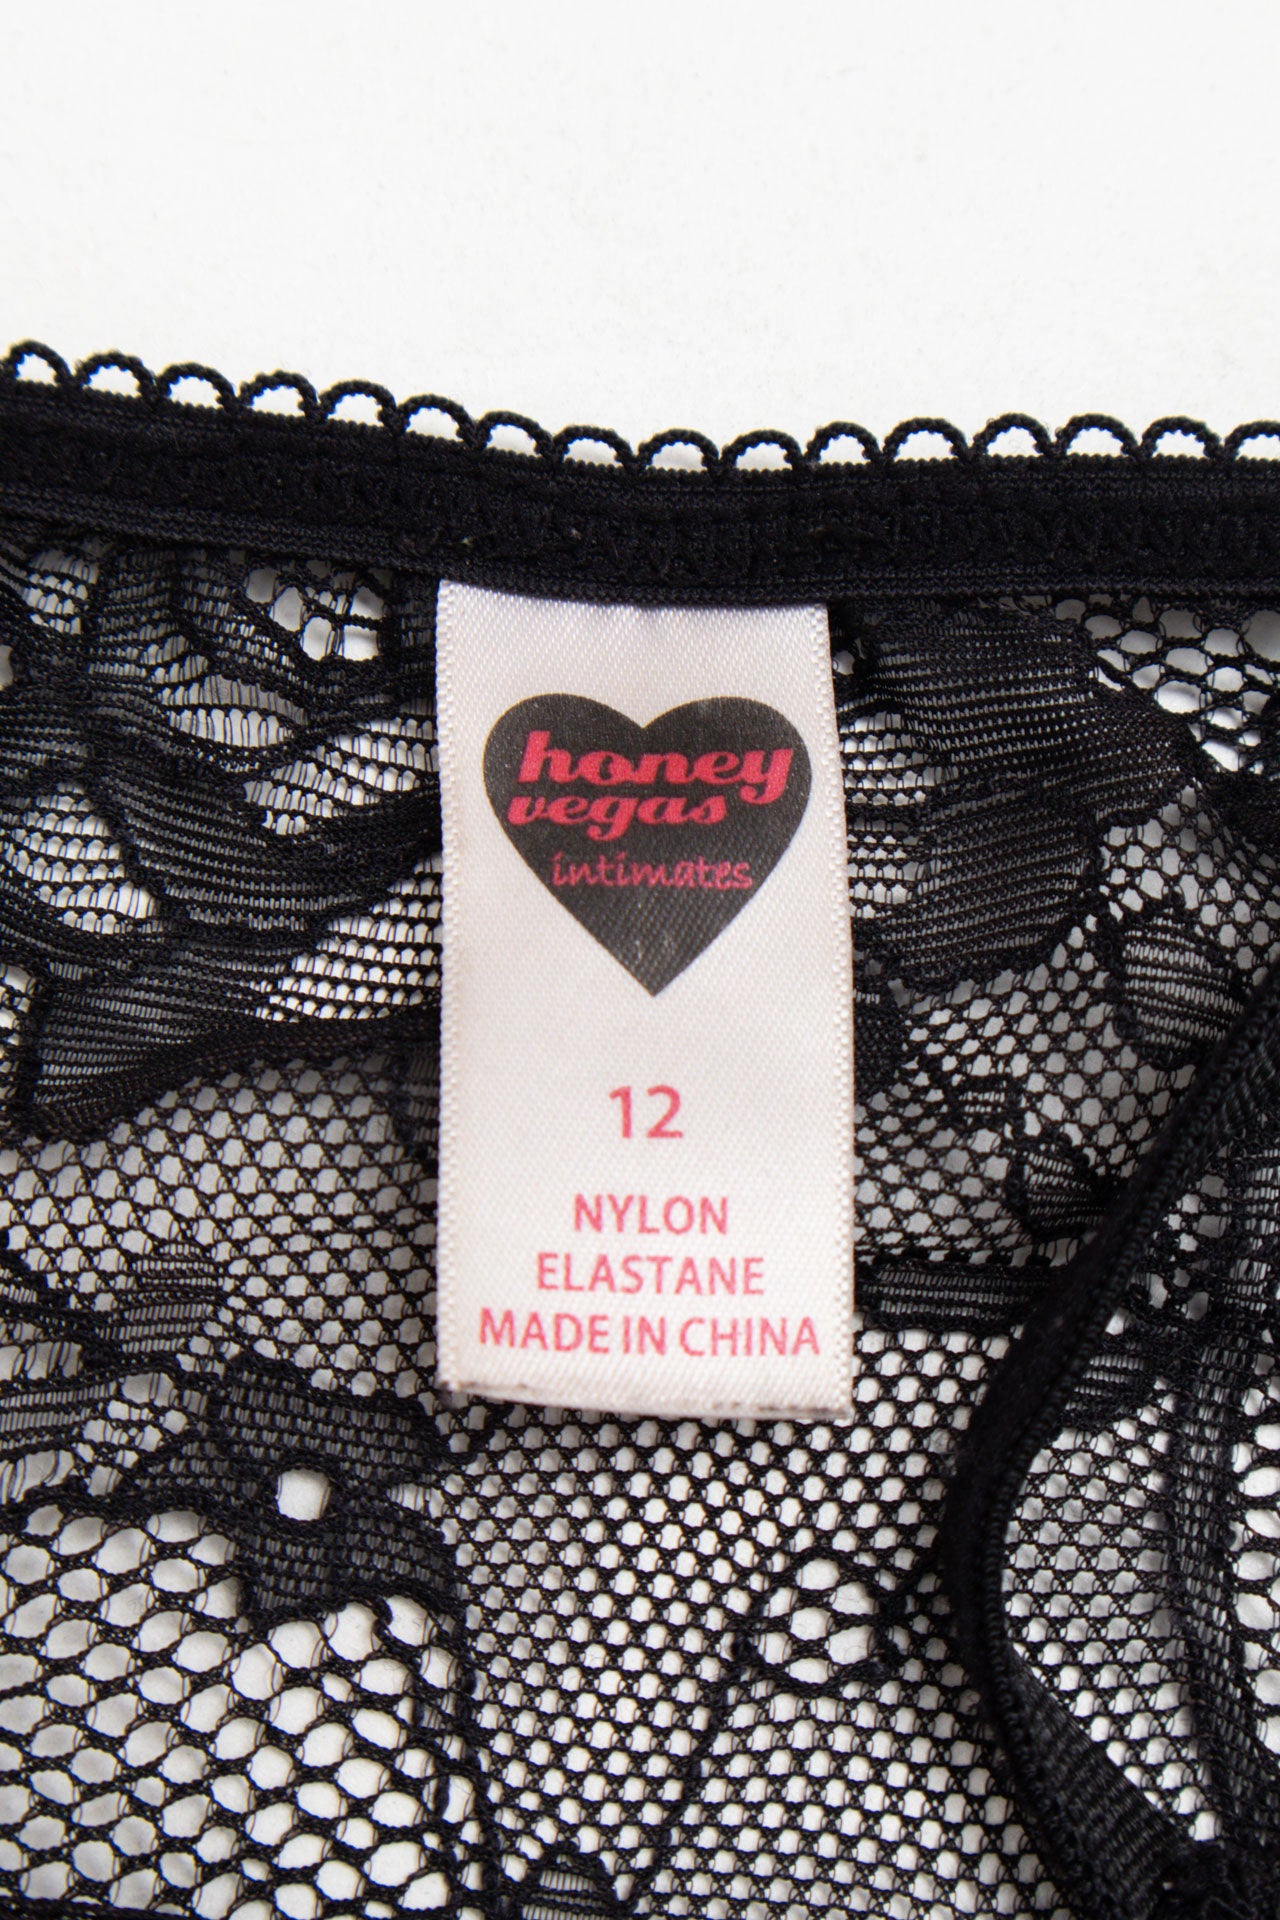 honey
vegas
intimates
12
NYLON
ELASTANE
MADE IN CHINA